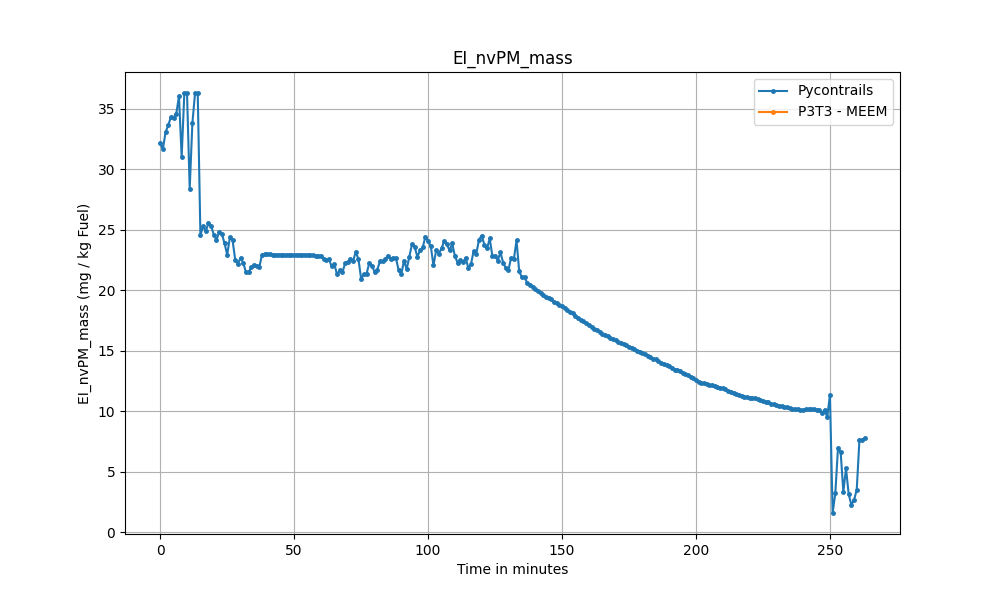 EI_nvPM_mass
Pycontrails
P3T3 - MEEM
EI_nvPM_mass (mg / kg Fuel)
35
30
25
20
15
10
5
0
0 50 100 150 200 250
Time in minutes